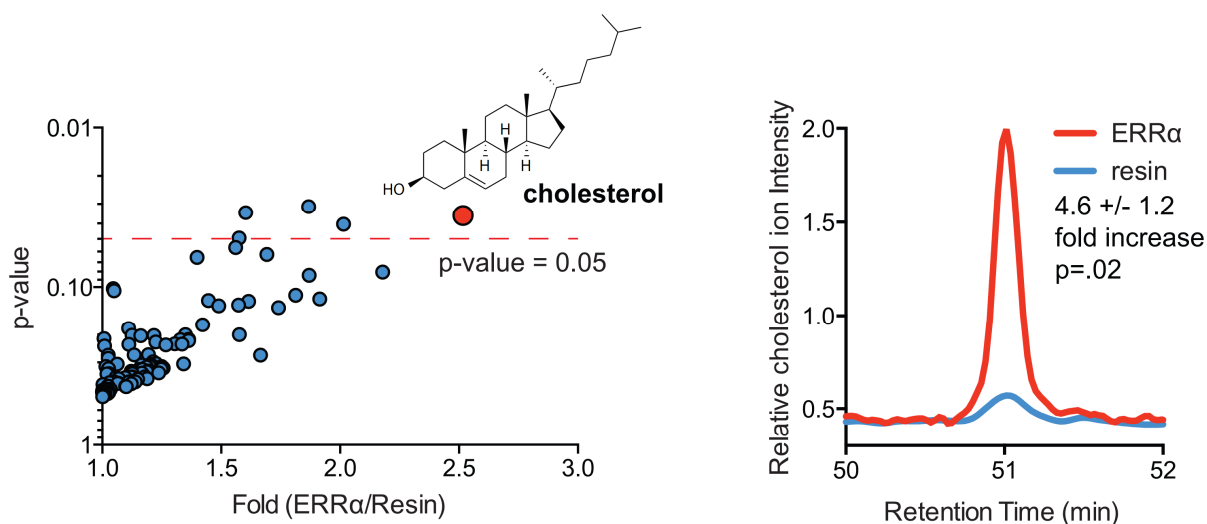 0.01
0.10
1
p-value
1.0
1.5
2.0
2.5
3.0
Fold (ERRα/Resin)
p-value = 0.05
HO
H
H
H
cholesterol
Relative cholesterol ion Intensity
2.0
1.5
1.0
0.5
50
51
52
Retention Time (min)
ERRα
resin
4.6 +/- 1.2
fold increase
p=.02